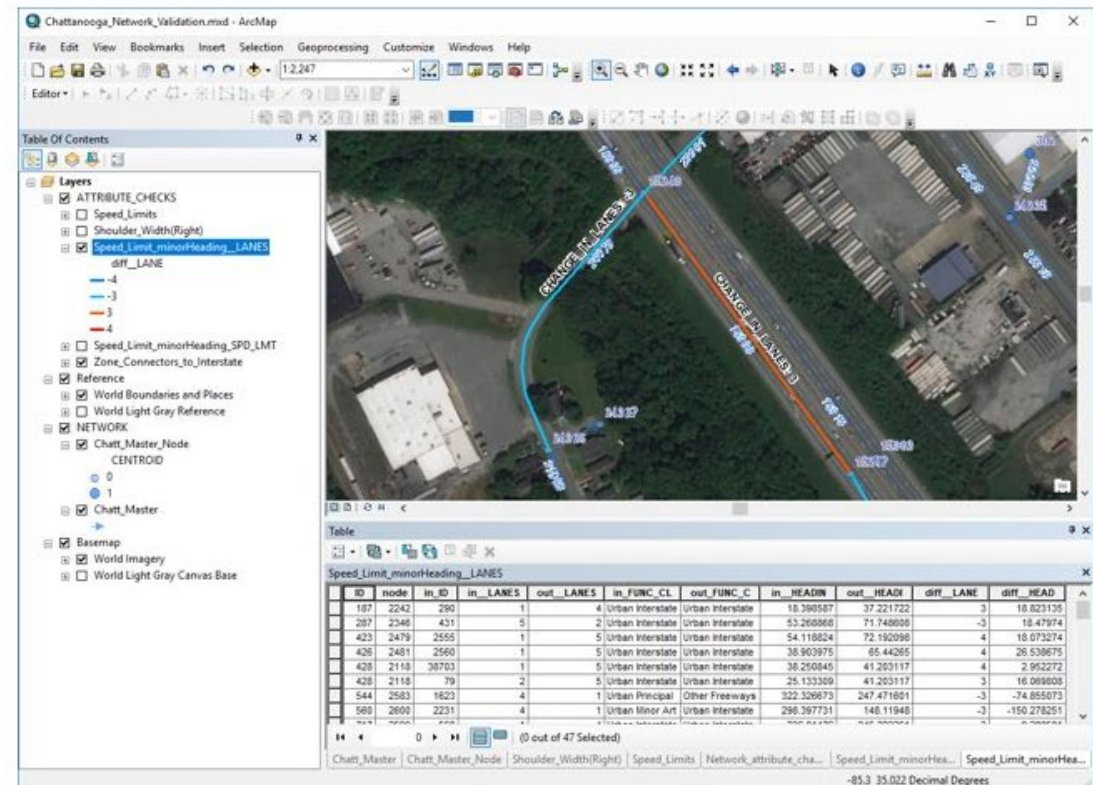 Chattanooga_Network_Validation.mxd - ArcMap
File Edit View Bookmarks Insert Selection Geoprocessing Customize Windows Help
1:2,247
Editor
Table Of Contents
Layers
ATTRIBUTE_CHECKS
Speed_Limits
Shoulder_Width(Right)
Speed_Limit_minorHeading__LANES
diff__LANE
-4
-3
3
4
Speed_Limit_minorHeading_SPD_LMT
Zone_Connectors_to_Interstate
Reference
World Boundaries and Places
World Light Gray Reference
NETWORK
Chatt_Master_Node
CENTROID
0
1
Chatt_Master
Basemap
World Imagery
World Light Gray Canvas Base
CHANGE_IN_LANES:-3
CHANGE_IN_LANES:3
302
Table
Speed_Limit_minorHeading__LANES
ID node in_ID in__LANES out__LANES in_FUNC_CL out_FUNC_C in__HEADIN out__HEADI diff__LANE diff__HEAD
187 2242 290 1 4 Urban Interstate Urban Interstate 18.398587 37.221722 3 18.823135
287 2346 431 5 2 Urban Interstate Urban Interstate 53.268868 71.748608 -3 18.47974
423 2479 2555 1 5 Urban Interstate Urban Interstate 54.118824 72.192098 4 18.073274
426 2481 2560 1 5 Urban Interstate Urban Interstate 38.903975 65.44265 4 26.538675
428 2118 38703 1 5 Urban Interstate Urban Interstate 38.250845 41.203117 4 2.952272
428 2118 79 2 5 Urban Interstate Urban Interstate 25.133309 41.203117 3 16.069808
544 2583 1623 4 1 Urban Principal Other Freeways 322.326673 247.471601 -3 -74.855073
560 2600 2231 4 1 Urban Minor Art Urban Interstate 298.397731 148.11948 -3 -150.278251
0 (0 out of 47 Selected)
Chatt_Master Chatt_Master_Node Shoulder_Width(Right) Speed_Limits Network_attribute_cha... Speed_Limit_minorHea... Speed_Limit_minorHea...
-85.3 35.022 Decimal Degrees